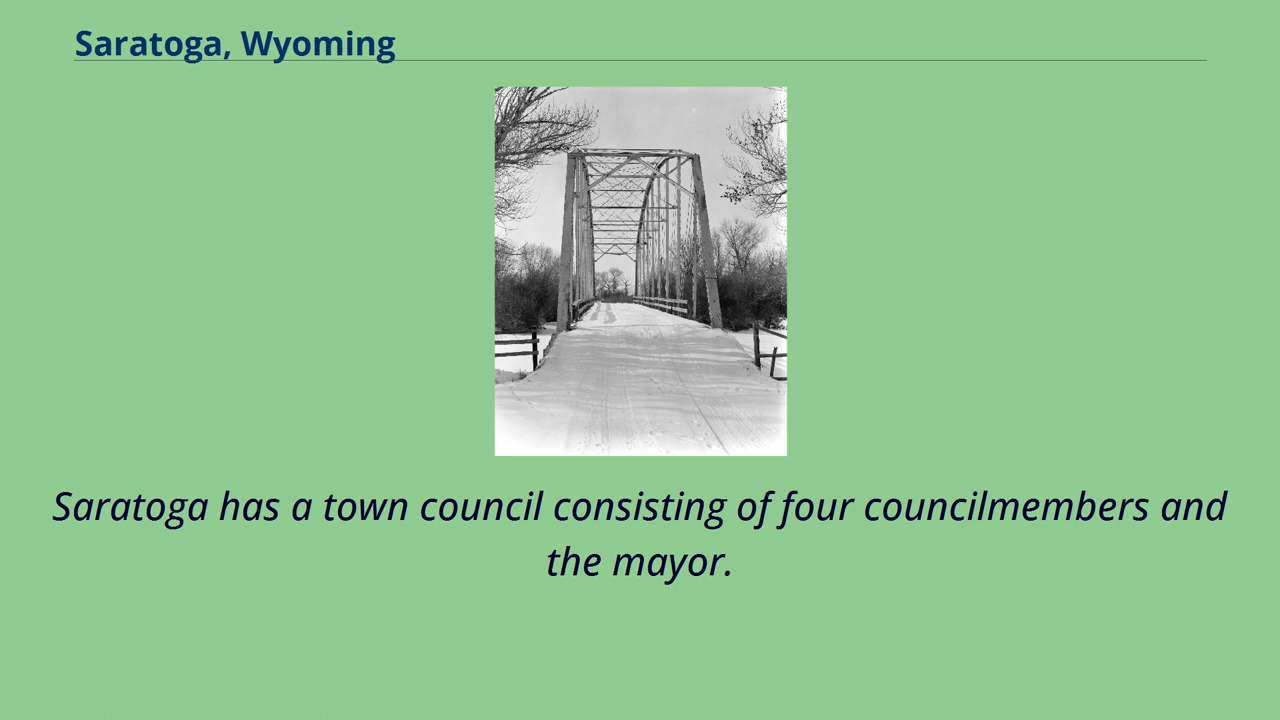 Saratoga, Wyoming
Saratoga has a town council consisting of four councilmembers and
the mayor.